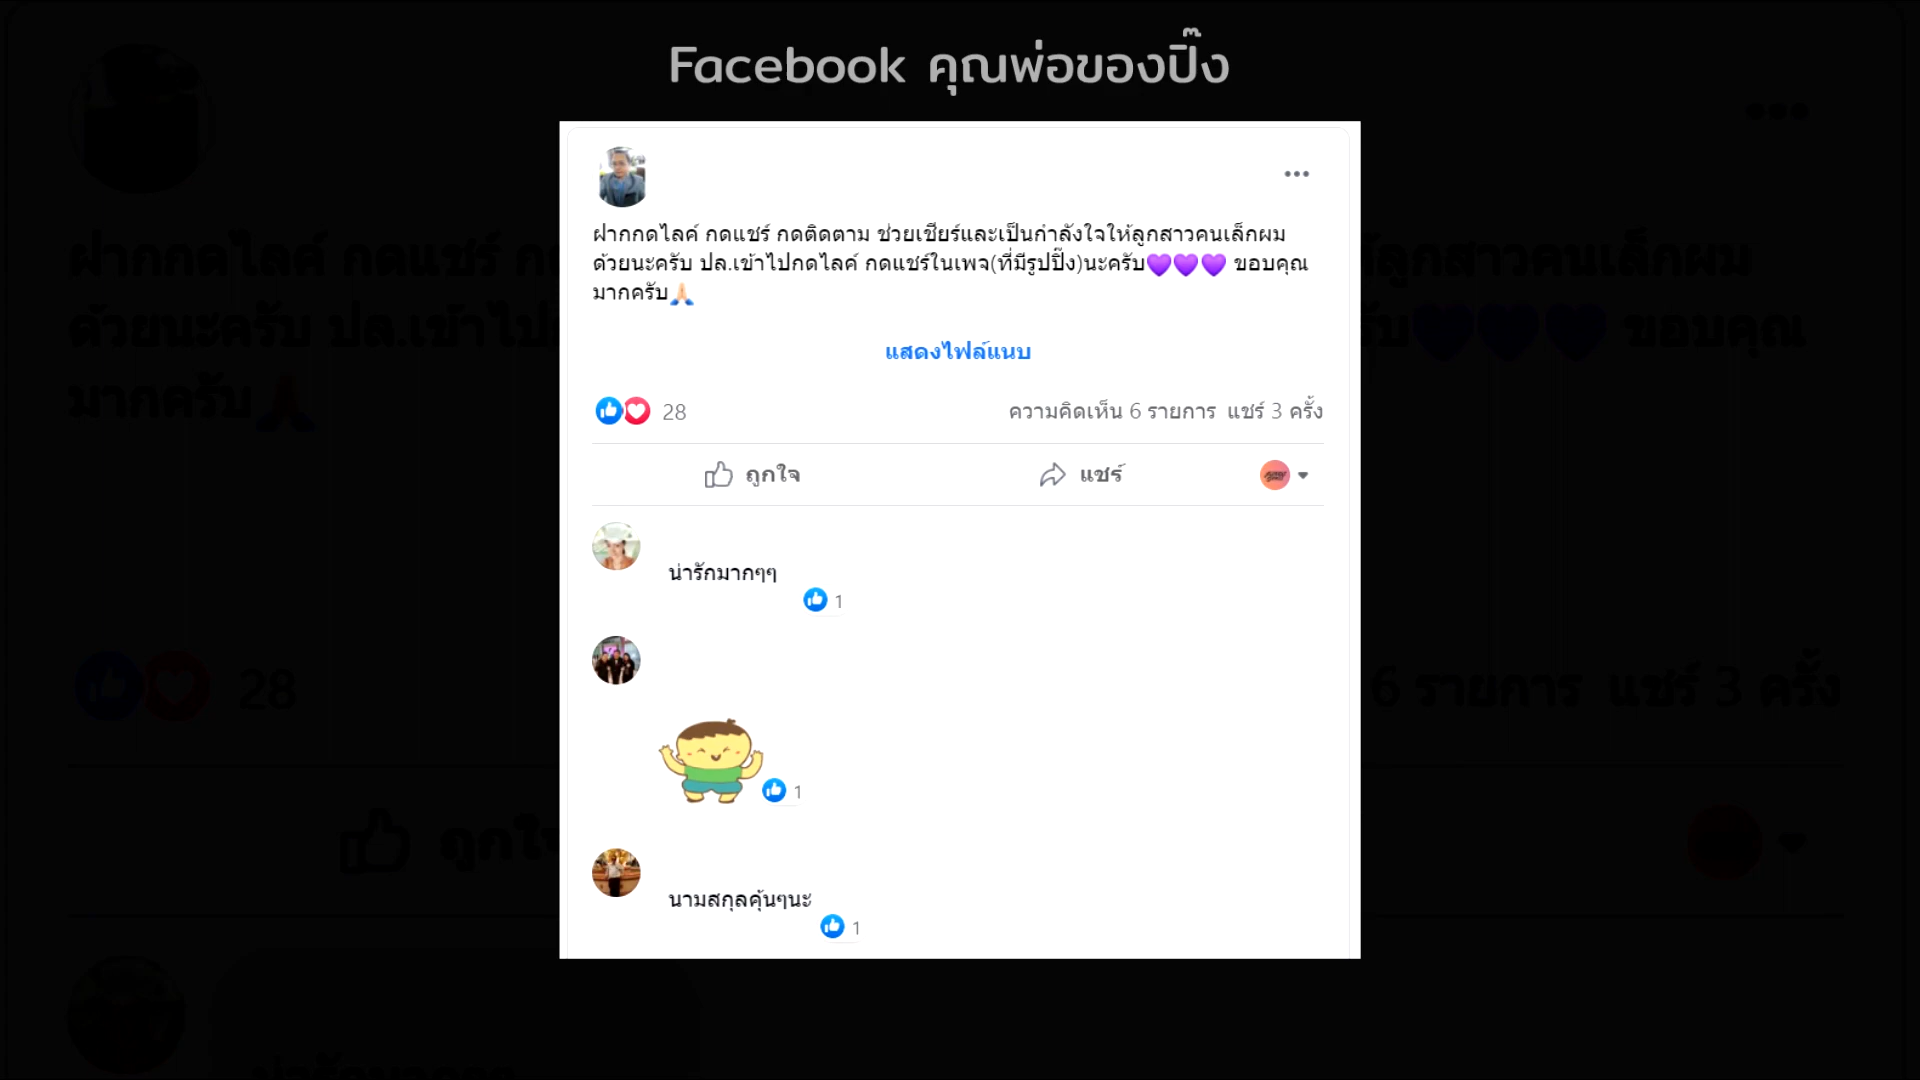 Facebook คุณพ่อของปิ๊ง
ฝากกดไลค์ กดแชร์ กดติดตาม ช่วยเชียร์และเป็นกำลังใจให้ลูกสาวคนเล็กผม
ด้วยนะครับ ปล.เข้าไปกดไลค์ กดแชร์ในเพจ(ที่มีรูปปิ๊ง)นะครับ💜💜💜 ขอบคุณ
มากครับ🙏🏻
แสดงไฟล์แนบ
28 ความคิดเห็น 6 รายการ แชร์ 3 ครั้ง
ถูกใจ แชร์
น่ารักมากๆๆ
1
1
นามสกุลคุ้นๆนะ
1